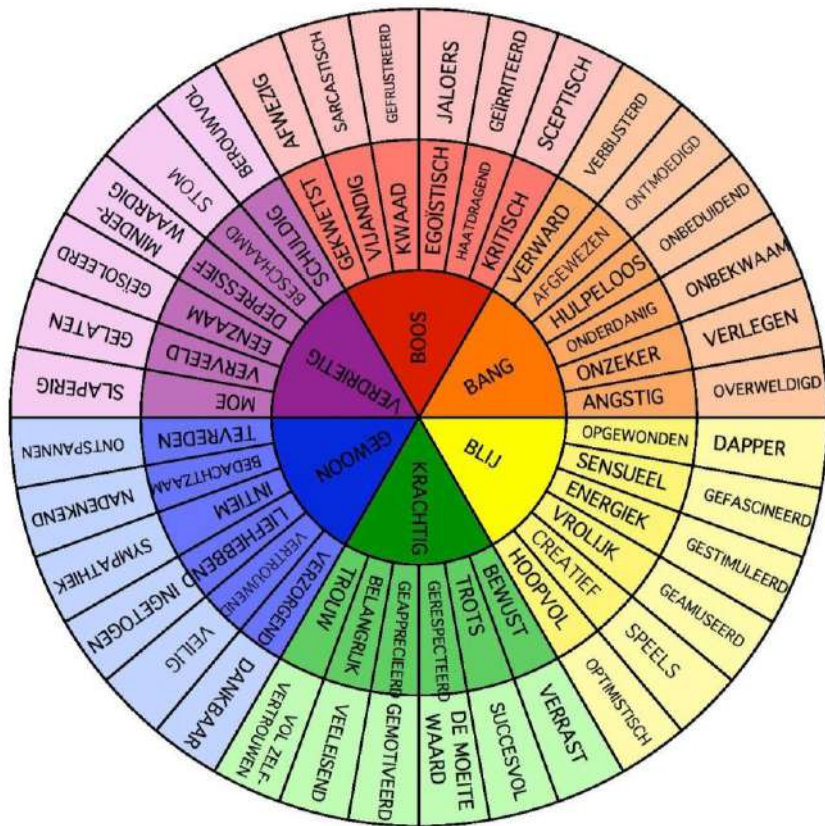 BOOS
GEKWETST
VIJANDIG
KWAAD
EGOÏSTISCH
HAATDRAGEND
KRITISCH
AFWEZIG
SARCASTISCH
GEFRUSTREERD
JALOERS
GEÏRRITEERD
SCEPTISCH
BANG
VERWARD
AFGEWEZEN
HULPELOOS
ONDERDANIG
ONZEKER
ANGSTIG
VERBIJSTERD
ONTMOEDIGD
ONBEDUIDEND
ONBEKWAAM
VERLEGEN
OVERWELDIGD
BLIJ
OPGEWONDEN
SENSUEEL
ENERGIEK
VROLIJK
CREATIEF
HOOPVOL
DAPPER
GEFASCINEERD
GESTIMULEERD
GEAMUSEERD
SPEELS
OPTIMISTISCH
KRACHTIG
BEWUST
TROTS
GERESPECTEERD
GEAPPRECIEERD
BELANGRIJK
TROUW
VERRAST
SUCCESVOL
DE MOEITE
WAARD
GEMOTIVEERD
VEELEISEND
VOL ZELF-
VERTROUWEN
GEWOON
VERZORGEND
VERTROUWEND
LIEFHEBBEND
INTIEM
BEDACHTZAAM
TEVREDEN
DANKBAAR
VEILIG
INGETOGEN
SYMPATHIEK
NADENKEND
ONTSPANNEN
VERDRIETIG
MOE
VERVEELD
EENZAAM
DEPRESSIEF
BESCHAAMD
SCHULDIG
SLAPERIG
GELATEN
GEÏSOLEERD
MINDER-
WAARDIG
STOM
BEROUWVOL